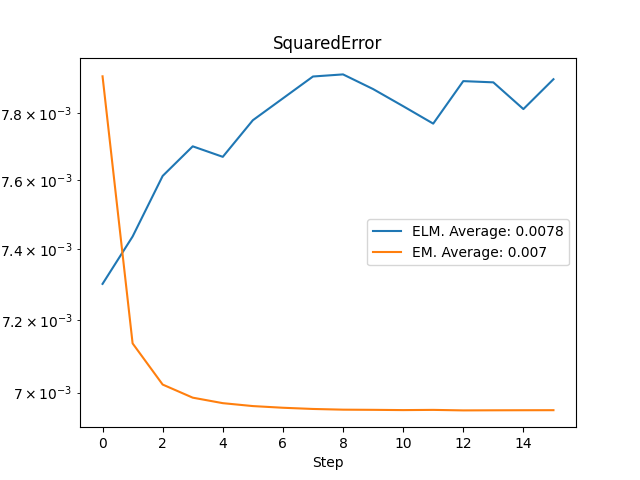 SquaredError
7.8 × 10⁻³
7.6 × 10⁻³
7.4 × 10⁻³
7.2 × 10⁻³
7 × 10⁻³
ELM. Average: 0.0078
EM. Average: 0.007
0 2 4 6 8 10 12 14
Step